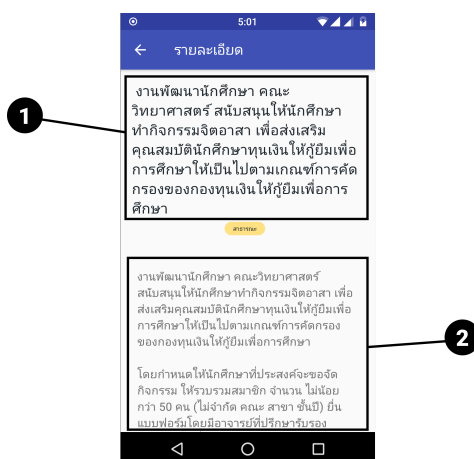 5:01
รายละเอียด
1
งานพัฒนานักศึกษา คณะ
วิทยาศาสตร์ สนับสนุนให้นักศึกษา
ทำกิจกรรมจิตอาสา เพื่อส่งเสริม
คุณสมบัตินักศึกษาทุนเงินให้กู้ยืมเพื่อ
การศึกษาให้เป็นไปตามเกณฑ์การคัด
กรองของกองทุนเงินให้กู้ยืมเพื่อการ
ศึกษา
สาธารณะ
งานพัฒนานักศึกษา คณะวิทยาศาสตร์
สนับสนุนให้นักศึกษาทำกิจกรรมจิตอาสา เพื่อ
ส่งเสริมคุณสมบัตินักศึกษาทุนเงินให้กู้ยืมเพื่อ
การศึกษาให้เป็นไปตามเกณฑ์การคัดกรอง
ของกองทุนเงินให้กู้ยืมเพื่อการศึกษา
2
โดยกำหนดให้นักศึกษาที่ประสงค์จะขอจัด
กิจกรรม ให้รวบรวมสมาชิก จำนวน ไม่น้อย
กว่า 50 คน (ไม่จำกัด คณะ สาขา ชั้นปี) ยื่น
แบบฟอร์มโดยมีอาจารย์ที่ปรึกษารับรอง